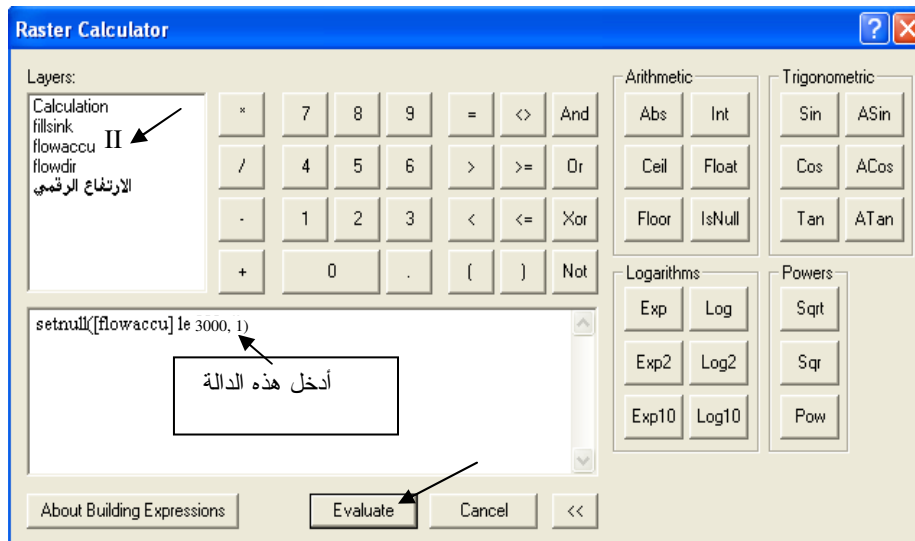 Raster Calculator
Layers:
Calculation
fillsink
flowaccu II
flowdir
الارتفاع الرقمي
* 7 8 9 = <> And
/ 4 5 6 > >= Or
- 1 2 3 < <= Xor
+ 0 . ( ) Not
Arithmetic
Abs Int
Ceil Float
Floor IsNull
Trigonometric
Sin ASin
Cos ACos
Tan ATan
Logarithms
Exp Log
Exp2 Log2
Exp10 Log10
Powers
Sqrt
Sqr
Pow
setnull([flowaccu] le 3000, 1)
أدخل هذه الدالة
About Building Expressions Evaluate Cancel <<